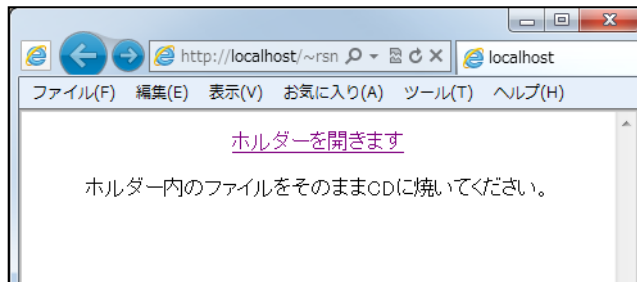 http://localhost/~rsn
localhost
ファイル(F) 編集(E) 表示(V) お気に入り(A) ツール(T) ヘルプ(H)
ホルダーを開きます
ホルダー内のファイルをそのままCDに焼いてください。